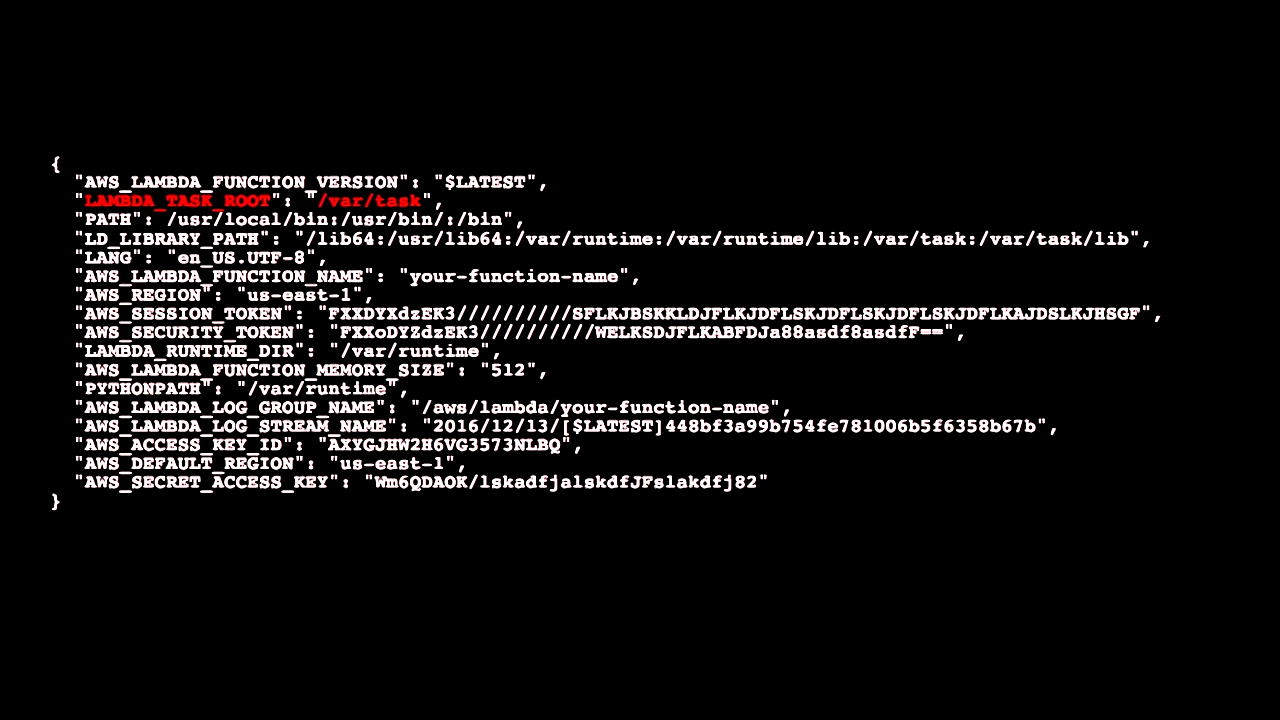 {
"AWS_LAMBDA_FUNCTION_VERSION": "$LATEST",
"LAMBDA_TASK_ROOT": "/var/task",
"PATH": /usr/local/bin:/usr/bin/:/bin",
"LD_LIBRARY_PATH": "/lib64:/usr/lib64:/var/runtime:/var/runtime/lib:/var/task:/var/task/lib",
"LANG": "en_US.UTF-8",
"AWS_LAMBDA_FUNCTION_NAME": "your-function-name",
"AWS_REGION": "us-east-1",
"AWS_SESSION_TOKEN": "FXXDYXdzEK3//////////SFLKJBSKKLDJFLKJDFLSKJDFLSKJDFLSKJDFLKAJDSLKJHSGF",
"AWS_SECURITY_TOKEN": "FXXoDYZdzEK3//////////WELKSDJFLKABFDJa88asdf8asdfF==",
"LAMBDA_RUNTIME_DIR": "/var/runtime",
"AWS_LAMBDA_FUNCTION_MEMORY_SIZE": "512",
"PYTHONPATH": "/var/runtime",
"AWS_LAMBDA_LOG_GROUP_NAME": "/aws/lambda/your-function-name",
"AWS_LAMBDA_LOG_STREAM_NAME": "2016/12/13/[$LATEST]448bf3a99b754fe781006b5f6358b67b",
"AWS_ACCESS_KEY_ID": "AXYGJHW2H6VG3573NLBQ",
"AWS_DEFAULT_REGION": "us-east-1",
"AWS_SECRET_ACCESS_KEY": "Wm6QDAOK/lskadfjalskdfJFslakdfj82"
}